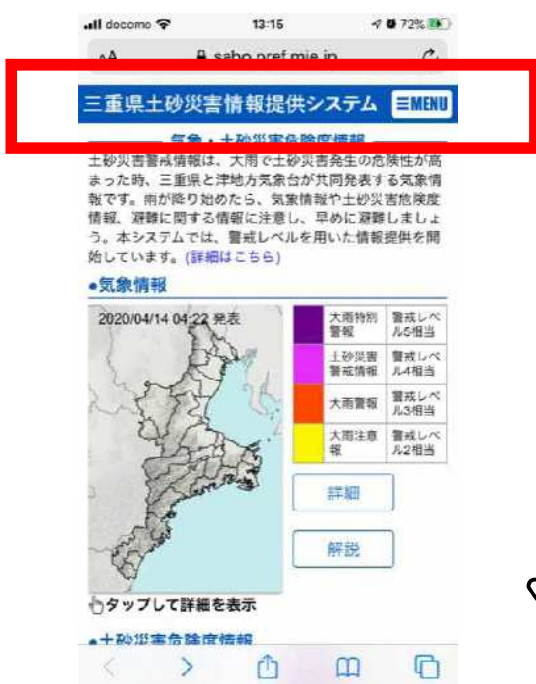 docomo 13:15 72%
sabo.pref.mie.jp
三重県土砂災害情報提供システム ≡MENU
気象・土砂災害危険度情報
土砂災害警戒情報は、大雨で土砂災害発生の危険性が高
まった時、三重県と津地方気象台が共同発表する気象情
報です。雨が降り始めたら、気象情報や土砂災害危険度
情報、避難に関する情報に注意し、早めに避難しましょ
う。本システムでは、警戒レベルを用いた情報提供を開
始しています。(詳細はこちら)
●気象情報
2020/04/14 04:22 発表
大雨特別
警報
警戒レベ
ル5相当
土砂災害
警戒情報
警戒レベ
ル4相当
大雨警報
警戒レベ
ル3相当
大雨注意
報
警戒レベ
ル2相当
詳細
解説
タップして詳細を表示
●土砂災害危険度情報